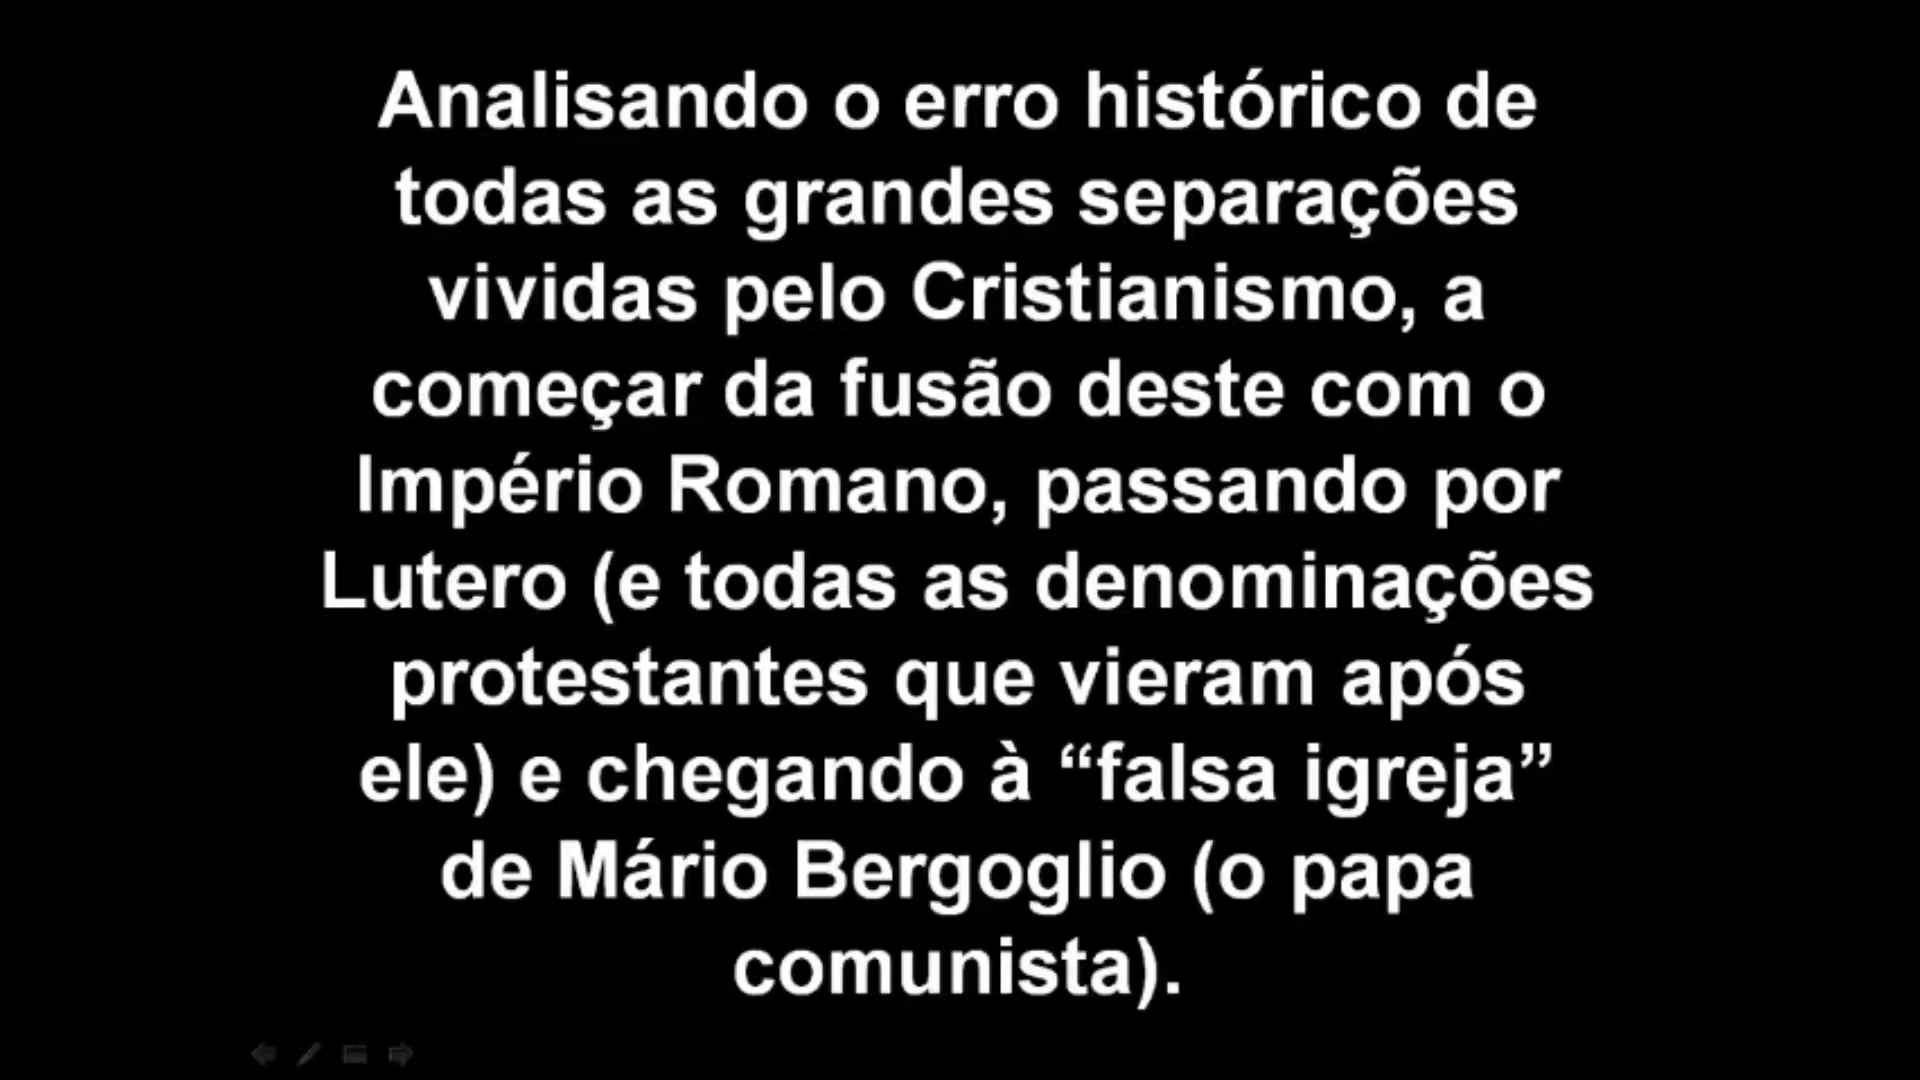 Analisando o erro histórico de
todas as grandes separações
vividas pelo Cristianismo, a
começar da fusão deste com o
Império Romano, passando por
Lutero (e todas as denominações
protestantes que vieram após
ele) e chegando à “falsa igreja”
de Mário Bergoglio (o papa
comunista).